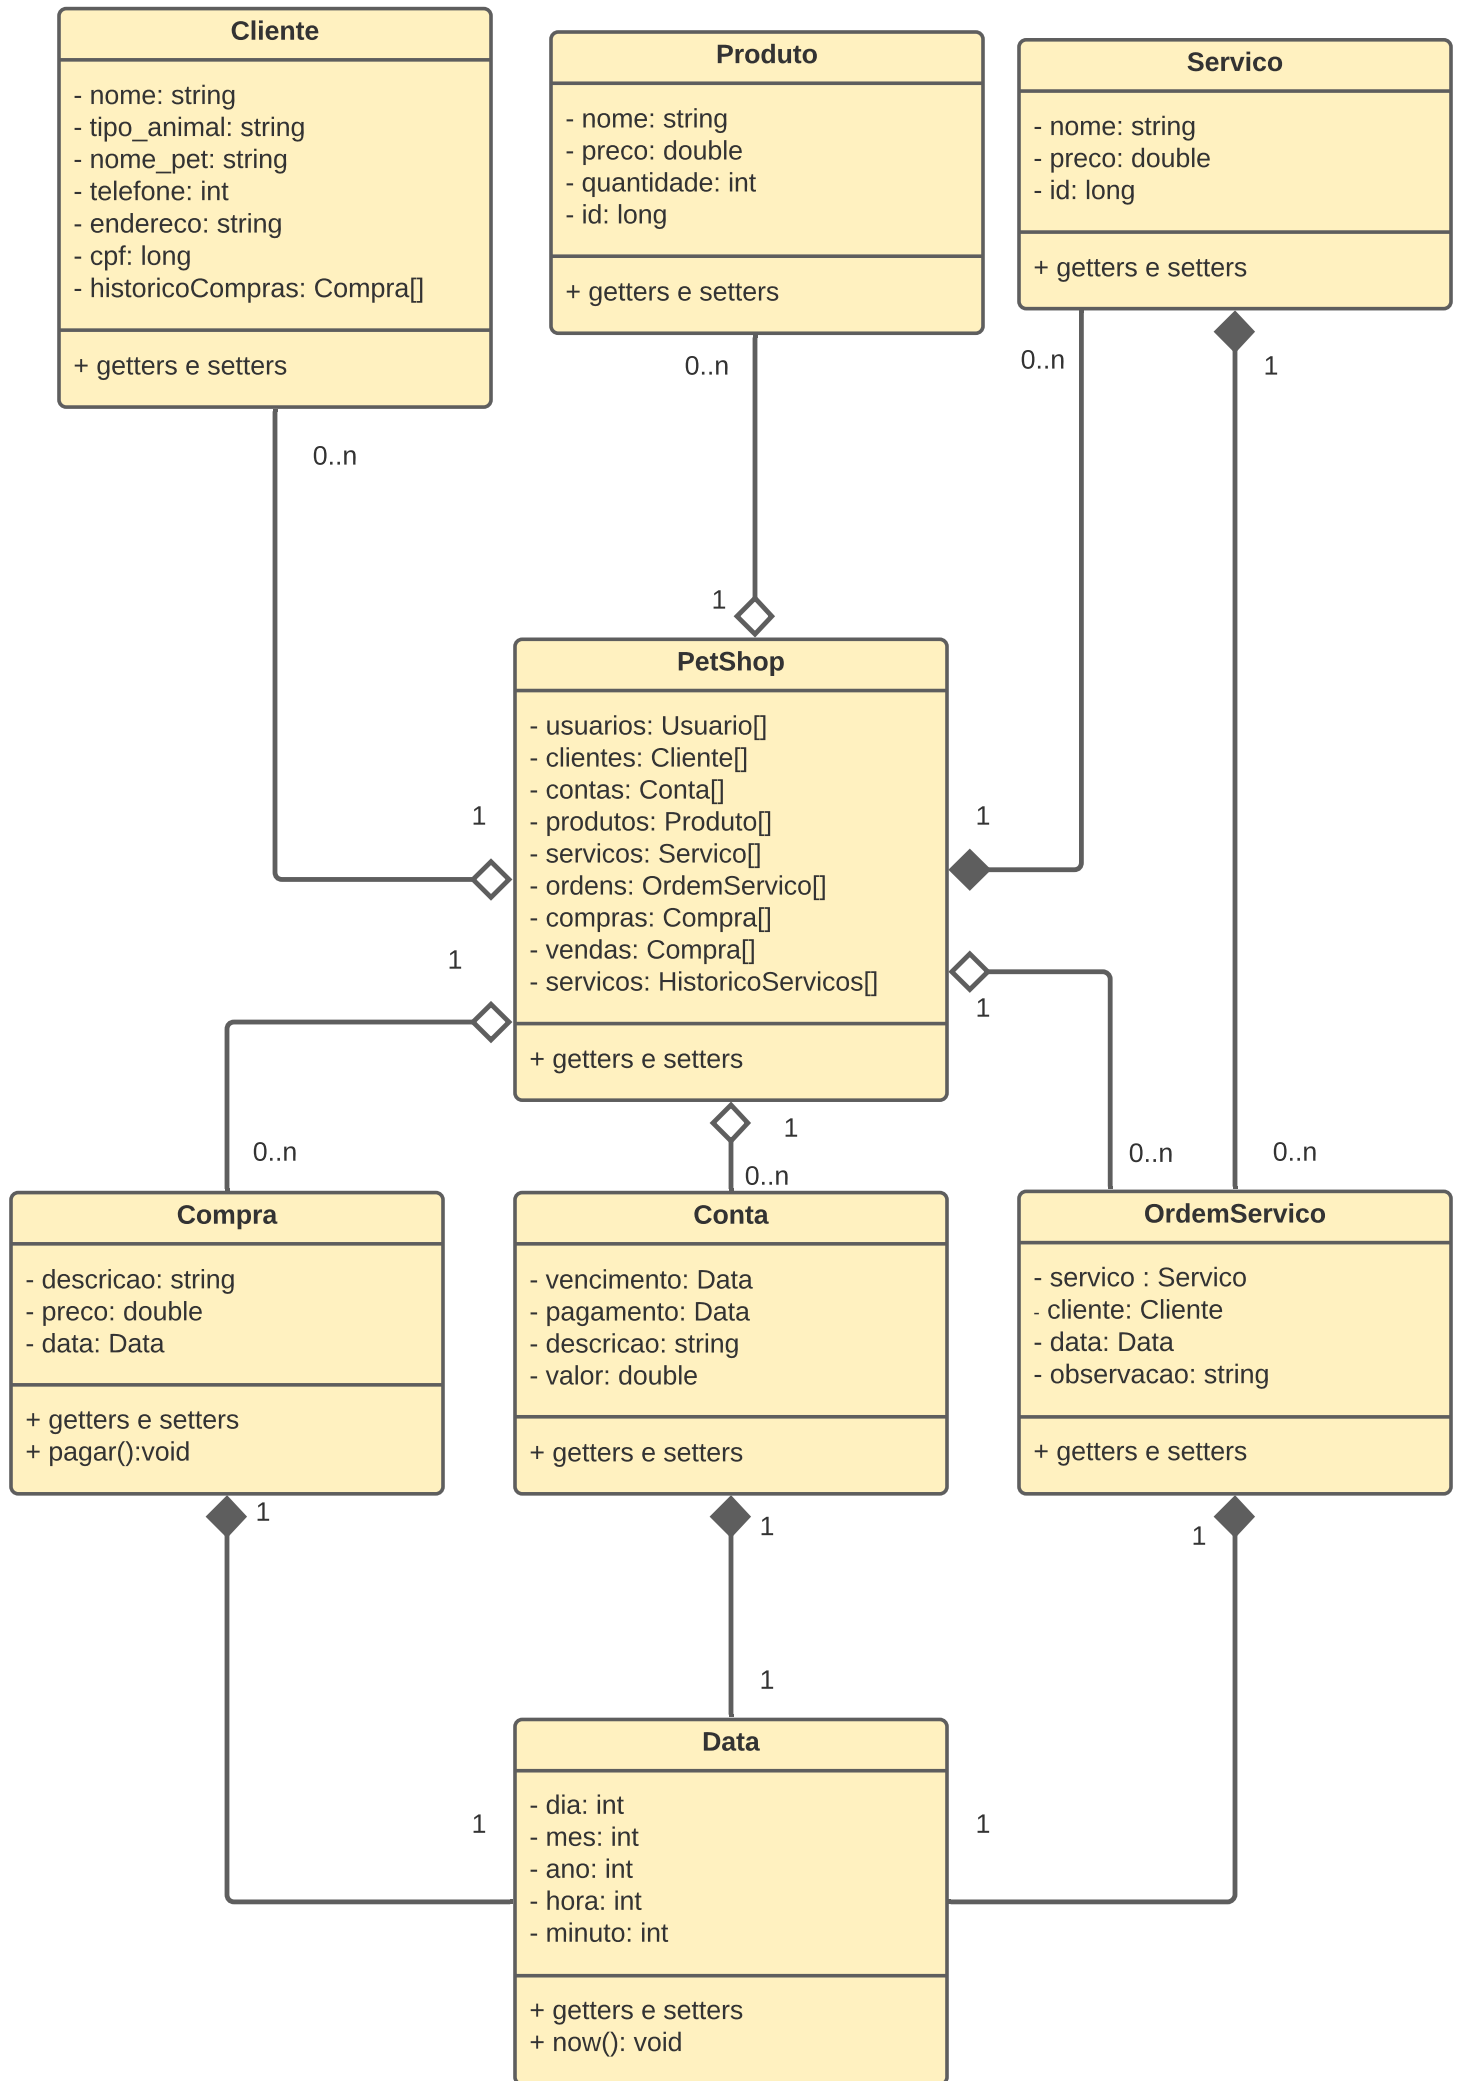 Cliente
- nome: string
- tipo_animal: string
- nome_pet: string
- telefone: int
- endereco: string
- cpf: long
- historicoCompras: Compra[]
+ getters e setters
Produto
- nome: string
- preco: double
- quantidade: int
- id: long
+ getters e setters
Servico
- nome: string
- preco: double
- id: long
+ getters e setters
0..n
0..n
0..n
1
1
PetShop
- usuarios: Usuario[]
- clientes: Cliente[]
- contas: Conta[]
- produtos: Produto[]
- servicos: Servico[]
- ordens: OrdemServico[]
- compras: Compra[]
- vendas: Compra[]
- servicos: HistoricoServicos[]
+ getters e setters
1
1
1
1
1
0..n
0..n
0..n
0..n
Compra
- descricao: string
- preco: double
- data: Data
+ getters e setters
+ pagar():void
Conta
- vencimento: Data
- pagamento: Data
- descricao: string
- valor: double
+ getters e setters
OrdemServico
- servico : Servico
- cliente: Cliente
- data: Data
- observacao: string
+ getters e setters
1
1
1
1
1
1
Data
- dia: int
- mes: int
- ano: int
- hora: int
- minuto: int
+ getters e setters
+ now(): void